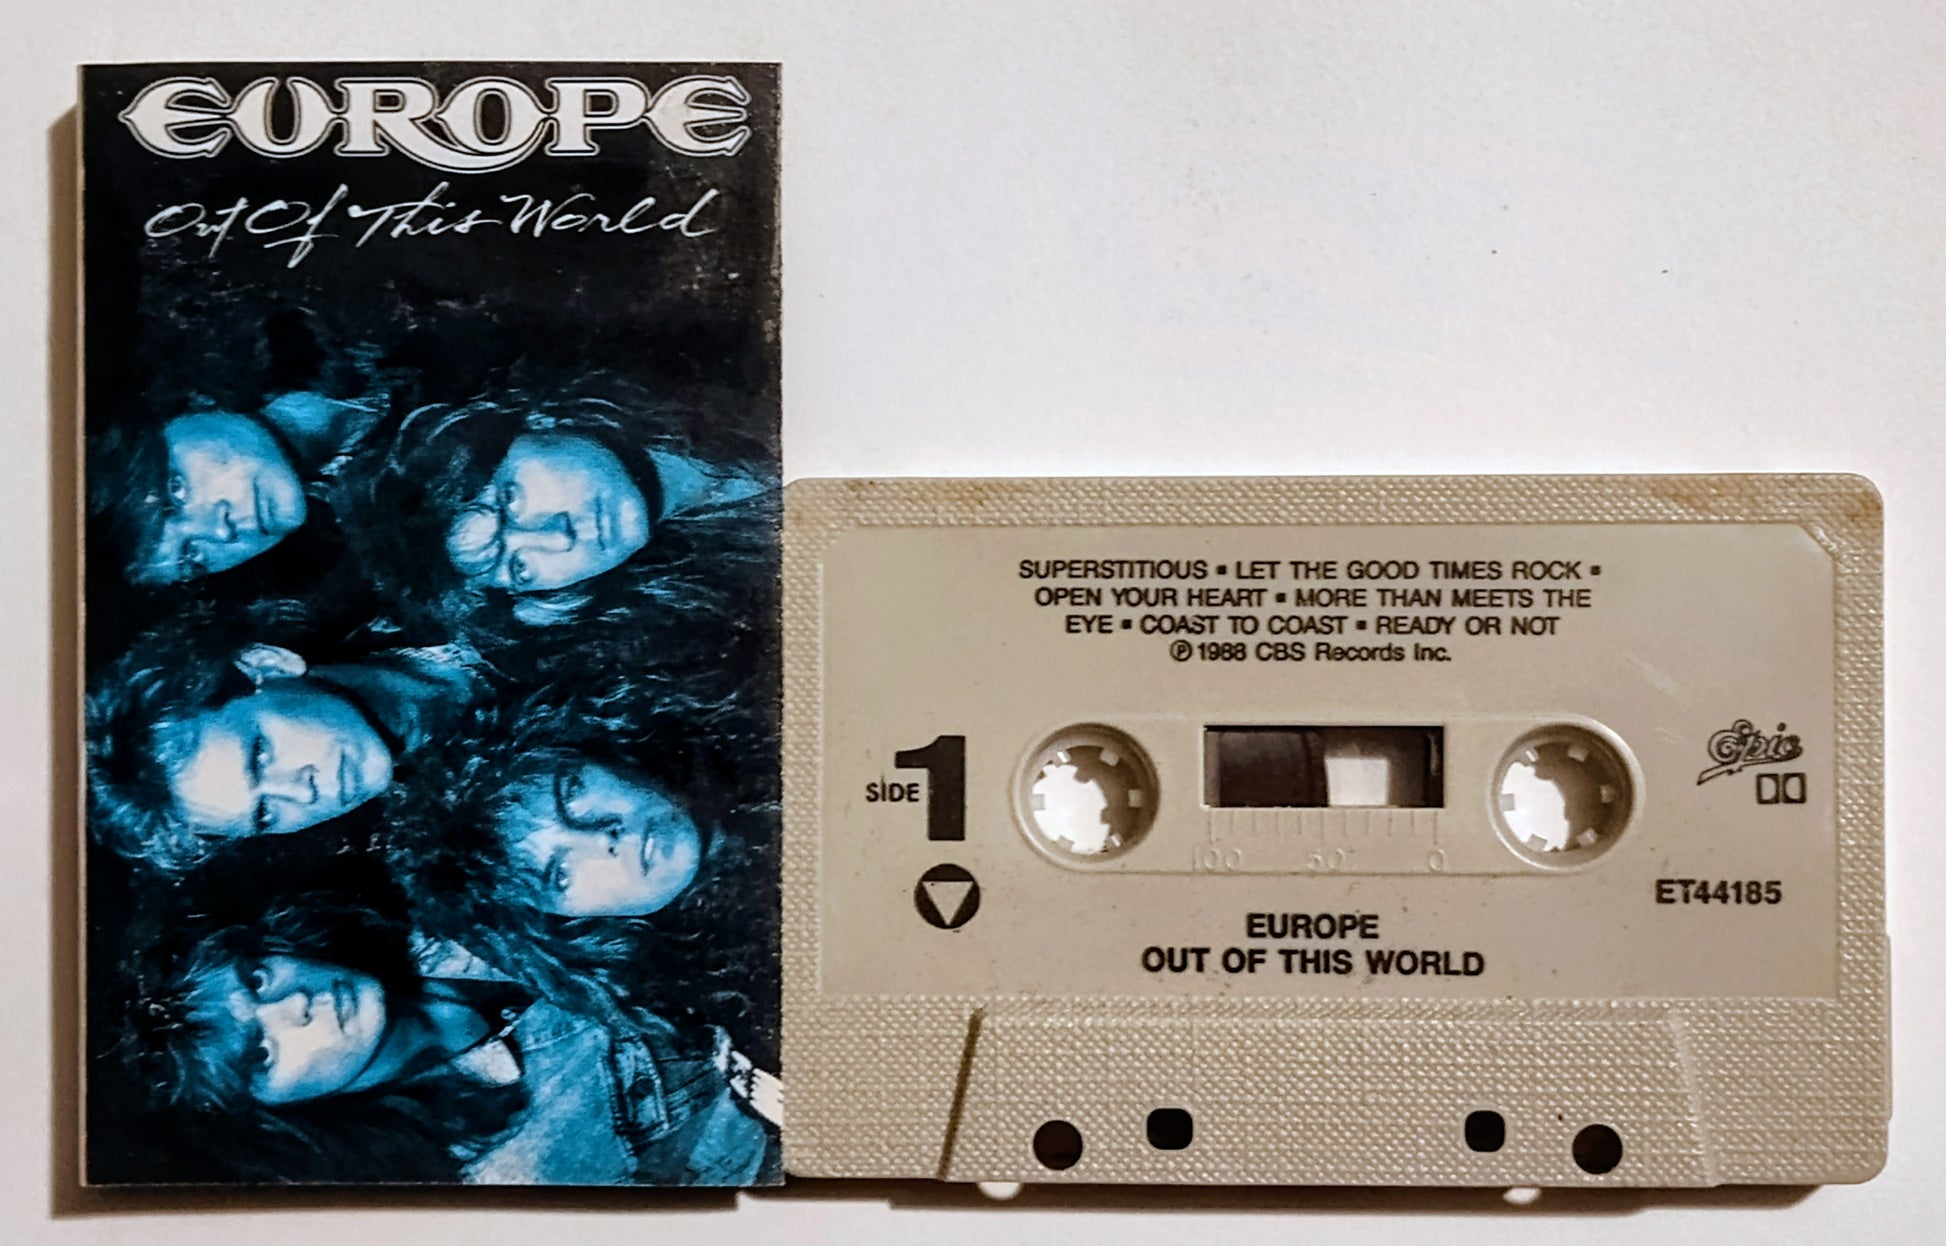 EUROPE
Out Of This World
SUPERSTITIOUS ▪ LET THE GOOD TIMES ROCK ▪
OPEN YOUR HEART ▪ MORE THAN MEETS THE
EYE ▪ COAST TO COAST ▪ READY OR NOT
Ⓟ 1988 CBS Records Inc.
SIDE 1
Epic
100 50 0
ET44185
EUROPE
OUT OF THIS WORLD